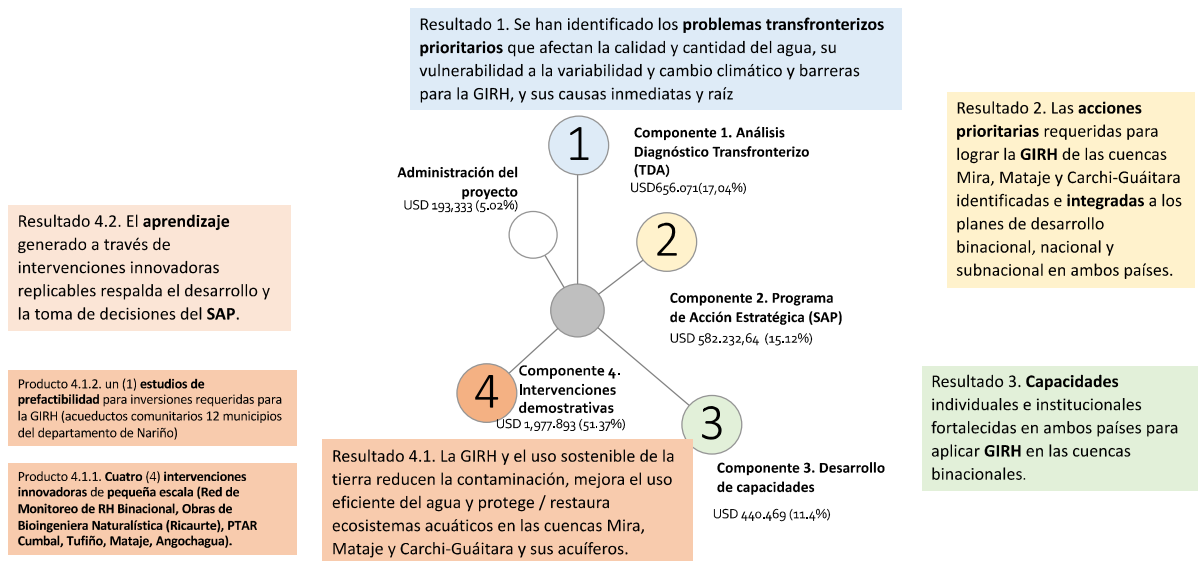 Resultado 1. Se han identificado los problemas transfronterizos
prioritarios que afectan la calidad y cantidad del agua, su
vulnerabilidad a la variabilidad y cambio climático y barreras
para la GIRH, y sus causas inmediatas y raíz
1
Componente 1. Análisis
Diagnóstico Transfronterizo
(TDA)
USD656.071(17,04%)
Administración del
proyecto
USD 193,333 (5.02%)
2
Componente 2. Programa
de Acción Estratégica (SAP)
USD 582.232,64 (15.12%)
Resultado 2. Las acciones
prioritarias requeridas para
lograr la GIRH de las cuencas
Mira, Mataje y Carchi-Guáitara
identificadas e integradas a los
planes de desarrollo
binacional, nacional y
subnacional en ambos países.
Resultado 4.2. El aprendizaje
generado a través de
intervenciones innovadoras
replicables respalda el desarrollo y
la toma de decisiones del SAP.
4
Componente 4.
Intervenciones
demostrativas
USD 1,977.893 (51.37%)
3
Componente 3. Desarrollo
de capacidades
USD 440.469 (11.4%)
Resultado 3. Capacidades
individuales e institucionales
fortalecidas en ambos países para
aplicar GIRH en las cuencas
binacionales.
Producto 4.1.2. un (1) estudios de
prefactibilidad para inversiones requeridas para
la GIRH (acueductos comunitarios 12 municipios
del departamento de Nariño)
Producto 4.1.1. Cuatro (4) intervenciones
innovadoras de pequeña escala (Red de
Monitoreo de RH Binacional, Obras de
Bioingeniera Naturalística (Ricaurte), PTAR
Cumbal, Tufiño, Mataje, Angochagua).
Resultado 4.1. La GIRH y el uso sostenible de la
tierra reducen la contaminación, mejora el uso
eficiente del agua y protege / restaura
ecosistemas acuáticos en las cuencas Mira,
Mataje y Carchi-Guáitara y sus acuíferos.